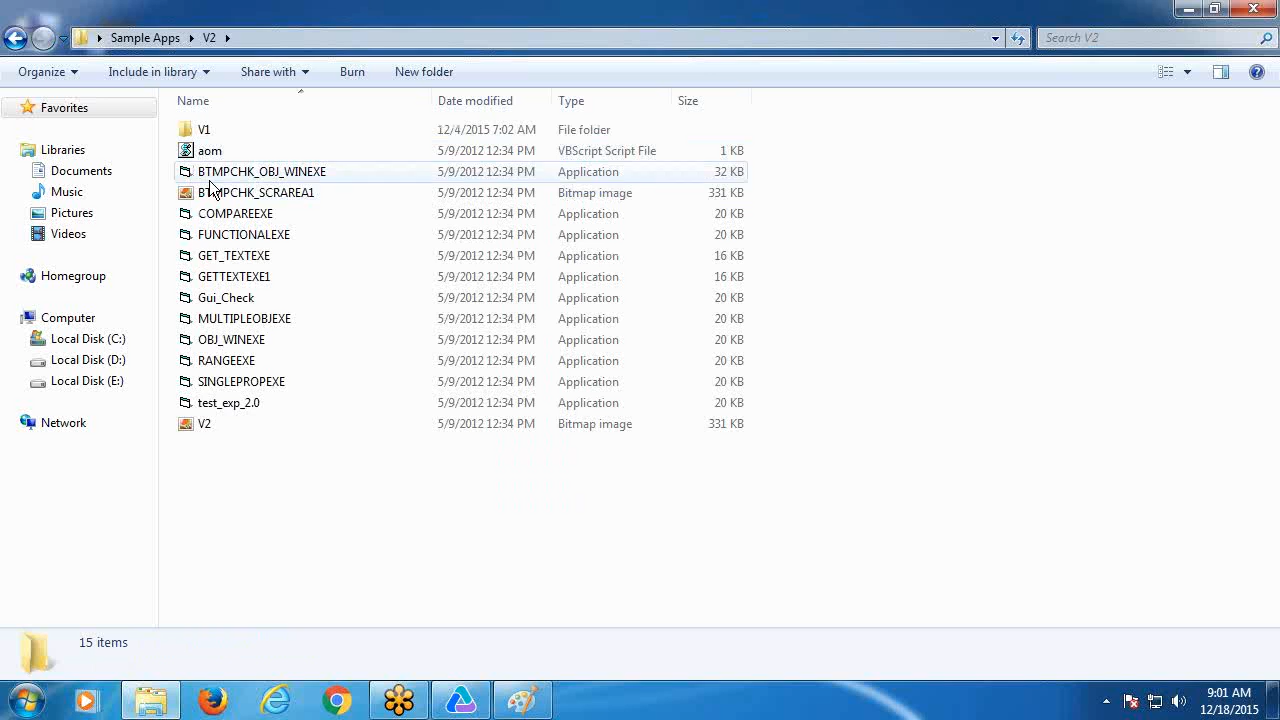 Sample Apps V2 Search V2
Organize Include in library Share with Burn New folder
Favorites
Libraries
Documents
Music
Pictures
Videos
Homegroup
Computer
Local Disk (C:)
Local Disk (D:)
Local Disk (E:)
Network
Name Date modified Type Size
V1 12/4/2015 7:02 AM File folder
aom 5/9/2012 12:34 PM VBScript Script File 1 KB
BTMPCHK_OBJ_WINEXE 5/9/2012 12:34 PM Application 32 KB
BTMPCHK_SCRAREA1 5/9/2012 12:34 PM Bitmap image 331 KB
COMPAREEXE 5/9/2012 12:34 PM Application 20 KB
FUNCTIONALEXE 5/9/2012 12:34 PM Application 20 KB
GET_TEXTEXE 5/9/2012 12:34 PM Application 16 KB
GETTEXTEXE1 5/9/2012 12:34 PM Application 16 KB
Gui_Check 5/9/2012 12:34 PM Application 20 KB
MULTIPLEOBJEXE 5/9/2012 12:34 PM Application 20 KB
OBJ_WINEXE 5/9/2012 12:34 PM Application 20 KB
RANGEEXE 5/9/2012 12:34 PM Application 20 KB
SINGLEPROPEXE 5/9/2012 12:34 PM Application 20 KB
test_exp_2.0 5/9/2012 12:34 PM Application 20 KB
V2 5/9/2012 12:34 PM Bitmap image 331 KB
15 items
9:01 AM
12/18/2015